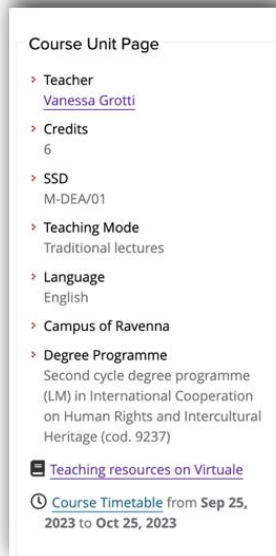 Course Unit Page
> Teacher
Vanessa Grotti
> Credits
6
> SSD
M-DEA/01
> Teaching Mode
Traditional lectures
> Language
English
> Campus of Ravenna
> Degree Programme
Second cycle degree programme
(LM) in International Cooperation
on Human Rights and Intercultural
Heritage (cod. 9237)
Teaching resources on Virtuale
Course Timetable from Sep 25,
2023 to Oct 25, 2023